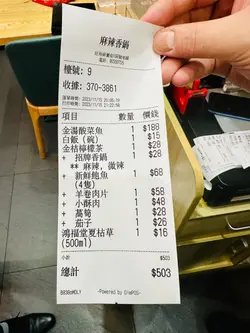 麻辣香鍋
檯號: 9
收據: 370-3861
項目 數量 價錢
金湯酸菜魚 1 $188
白飯 (碗) 1 $15
金桔檸檬茶 1 $28
+ 招牌香鍋 1 $28
** 麻辣, 微辣
+ 新鮮鮑魚 1 $68
(4隻)
+ 羊卷肉片 1 $58
+ 小酥肉 1 $48
+ 萵筍 1 $28
+ 茄子 1 $26
鴻福堂夏枯草 1 $16
(500ml)
小計 $503
總計 $503
-Powered by DimPOS-